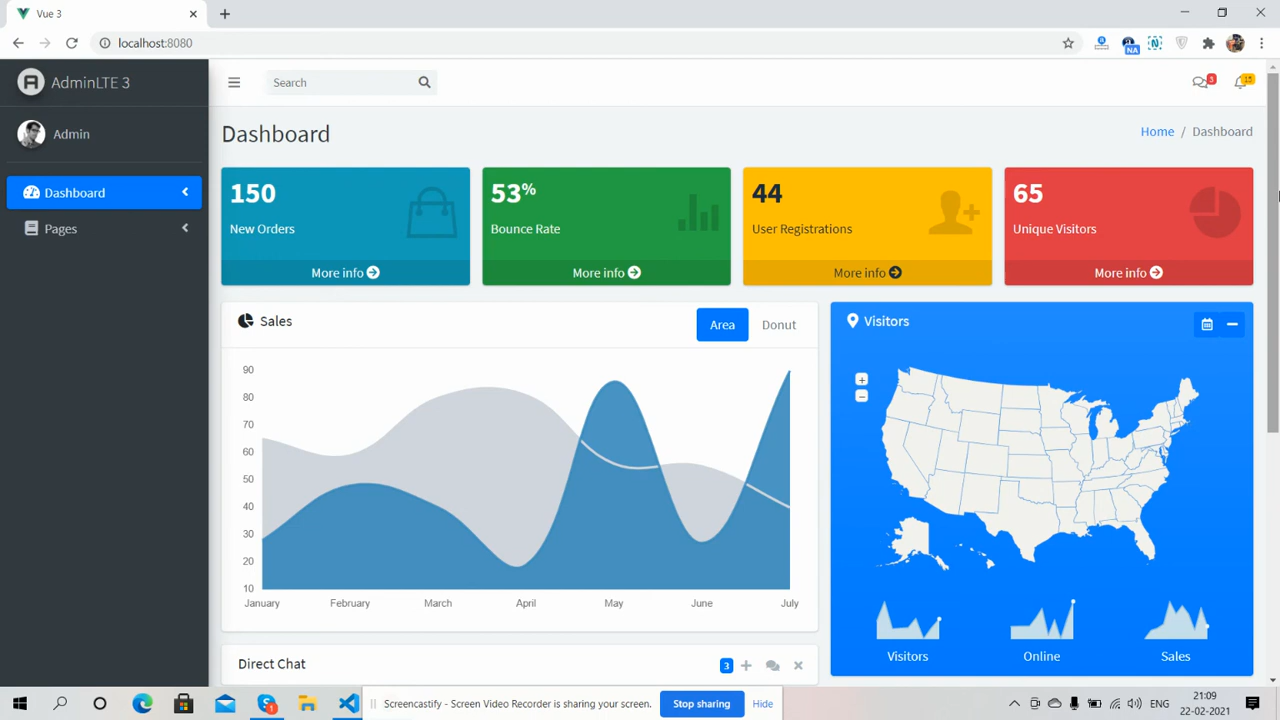 Vue 3
localhost:8080
NA
AdminLTE 3
Search
3
15
Admin
Dashboard
Home / Dashboard
Dashboard
Pages
150
New Orders
More info
53%
Bounce Rate
More info
44
User Registrations
More info
65
Unique Visitors
More info
Sales
Area
Donut
90
80
70
60
50
40
30
20
10
January
February
March
April
May
June
July
Visitors
+
−
Visitors
Online
Sales
Direct Chat
3
Screencastify - Screen Video Recorder is sharing your screen.
Stop sharing
Hide
ENG
21:09
22-02-2021